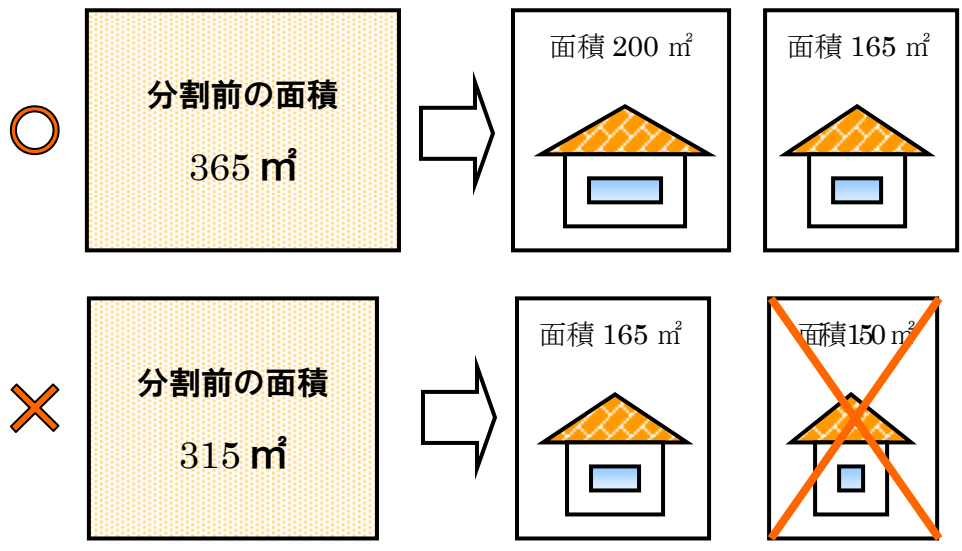 分割前の面積
365 ㎡
面積 200 ㎡
面積 165 ㎡
分割前の面積
315 ㎡
面積 165 ㎡
面積150 ㎡